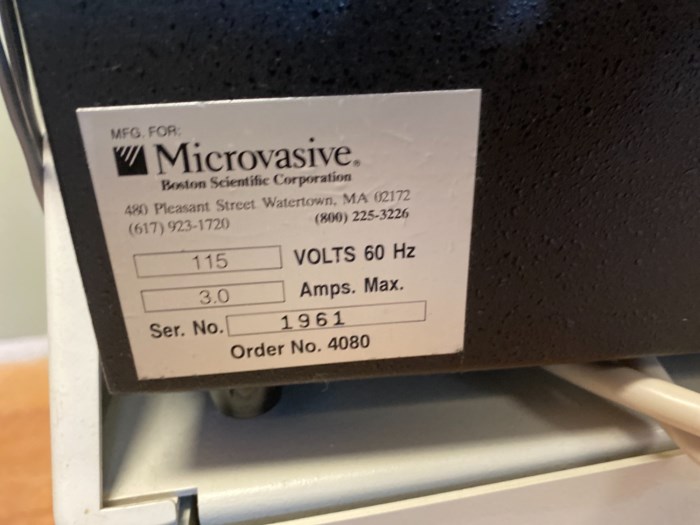 MFG. FOR:
Microvasive®
Boston Scientific Corporation
480 Pleasant Street Watertown, MA 02172
(617) 923-1720 (800) 225-3226
115 VOLTS 60 Hz
3.0 Amps. Max.
Ser. No. 1961
Order No. 4080